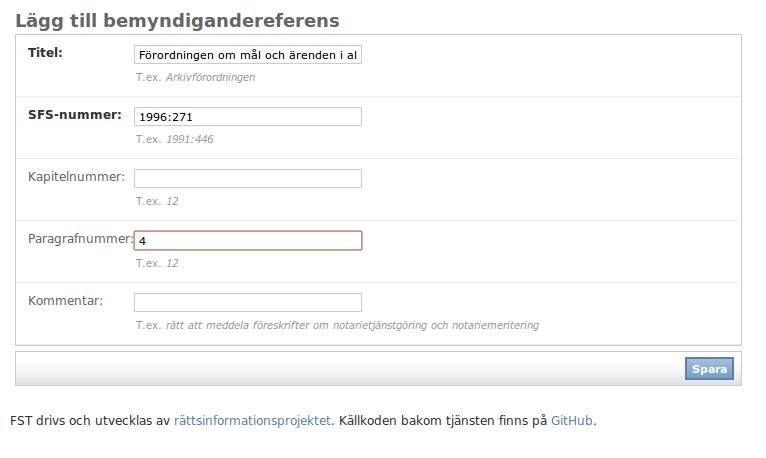 Lägg till bemyndigandereferens
Titel: Förordningen om mål och ärenden i al
T.ex. Arkivförordningen
SFS-nummer: 1996:271
T.ex. 1991:446
Kapitelnummer:
T.ex. 12
Paragrafnummer: 4
T.ex. 12
Kommentar:
T.ex. rätt att meddela föreskrifter om notarietjänstgöring och notariemeritering
Spara
FST drivs och utvecklas av rättsinformationsprojektet. Källkoden bakom tjänsten finns på GitHub.